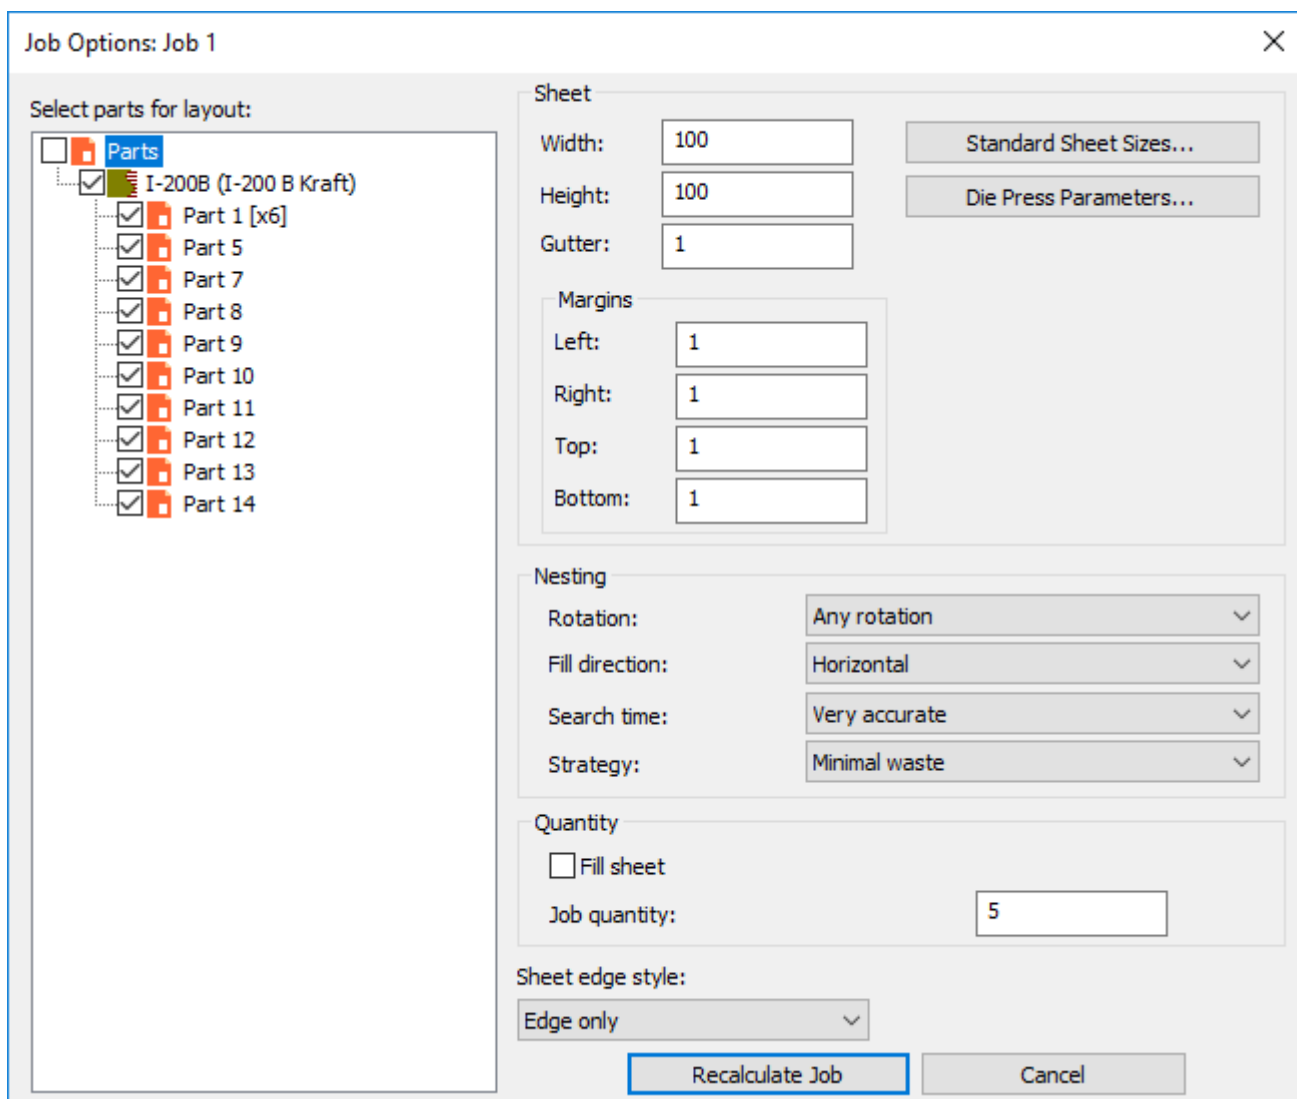 Job Options: Job 1
Select parts for layout:
Parts
I-200B (I-200 B Kraft)
Part 1 [x6]
Part 5
Part 7
Part 8
Part 9
Part 10
Part 11
Part 12
Part 13
Part 14
Sheet
Width: 100 Standard Sheet Sizes...
Height: 100 Die Press Parameters...
Gutter: 1
Margins
Left: 1
Right: 1
Top: 1
Bottom: 1
Nesting
Rotation: Any rotation
Fill direction: Horizontal
Search time: Very accurate
Strategy: Minimal waste
Quantity
Fill sheet
Job quantity: 5
Sheet edge style:
Edge only
Recalculate Job Cancel